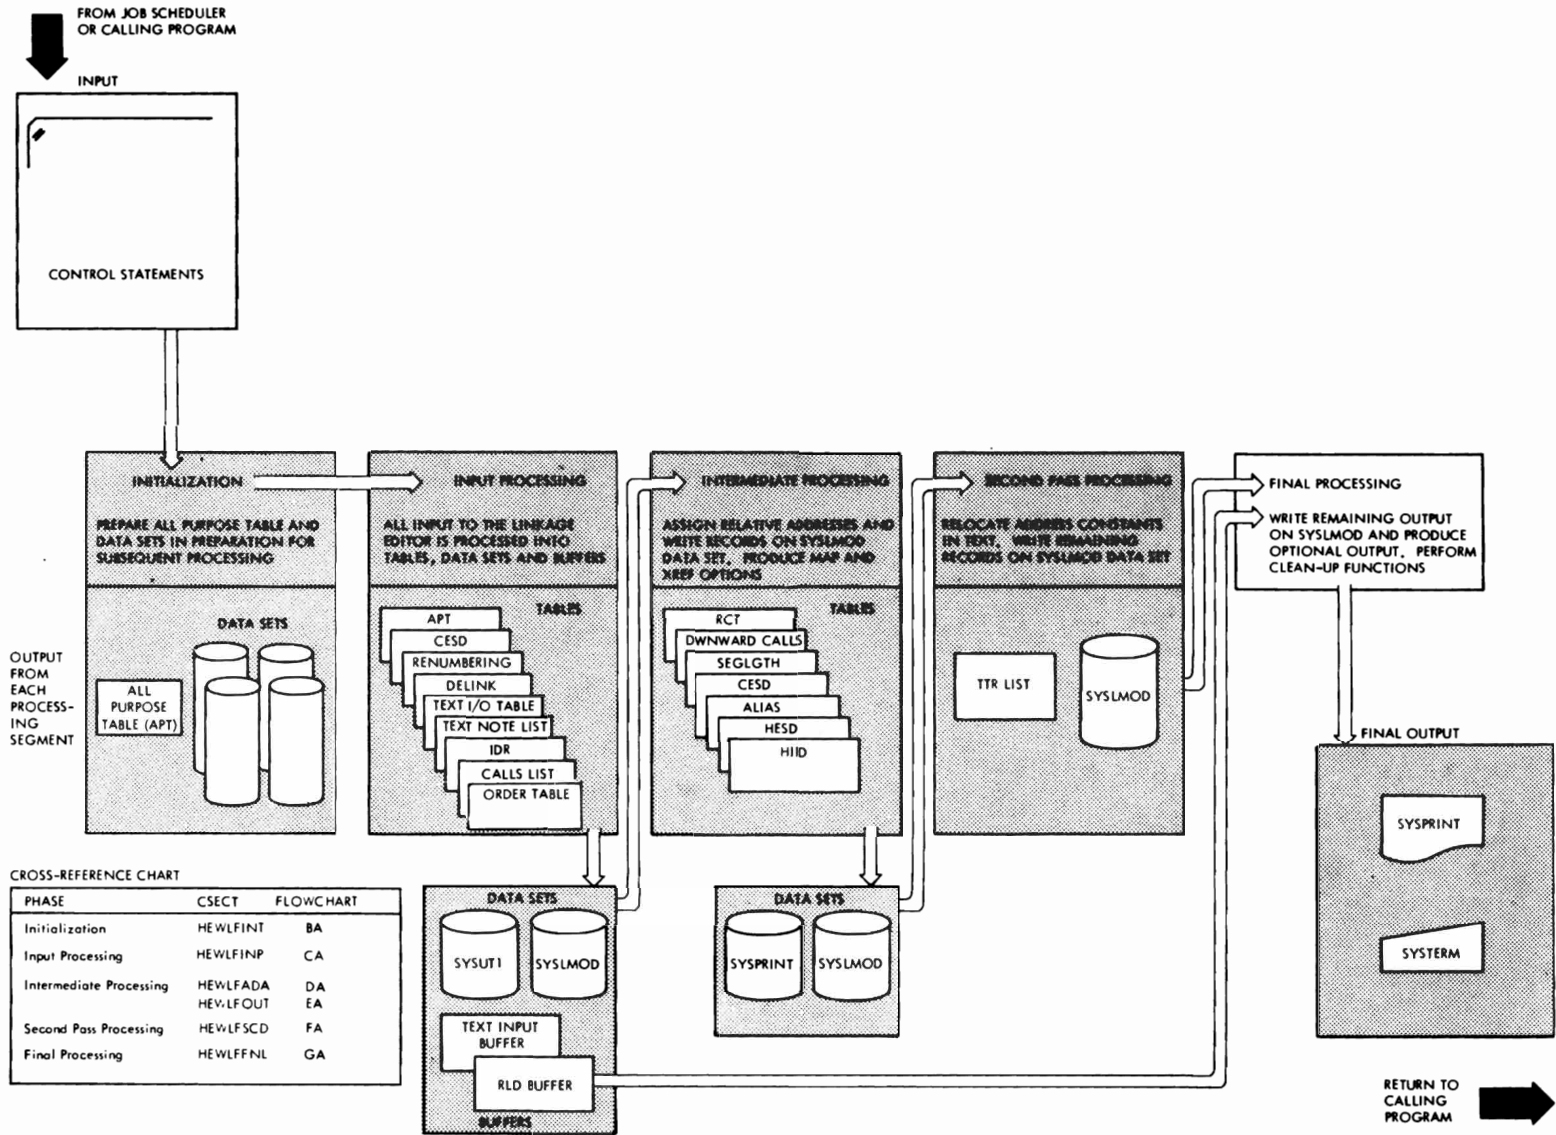 FROM JOB SCHEDULER
OR CALLING PROGRAM
INPUT
CONTROL STATEMENTS
INITIALIZATION
PREPARE ALL PURPOSE TABLE AND
DATA SETS IN PREPARATION FOR
SUBSEQUENT PROCESSING
INPUT PROCESSING
ALL INPUT TO THE LINKAGE
EDITOR IS PROCESSED INTO
TABLES, DATA SETS AND BUFFERS
INTERMEDIATE PROCESSING
ASSIGN RELATIVE ADDRESSES AND
WRITE RECORDS ON SYSLMOD
DATA SET. PRODUCE MAP AND
XREF OPTIONS
SECOND PASS PROCESSING
RELOCATE ADDRESS CONSTANTS
IN TEXT. WRITE REMAINING
RECORDS ON SYSLMOD DATA SET
FINAL PROCESSING
WRITE REMAINING OUTPUT
ON SYSLMOD AND PRODUCE
OPTIONAL OUTPUT. PERFORM
CLEAN-UP FUNCTIONS
OUTPUT
FROM
EACH
PROCESS-
ING
SEGMENT
DATA SETS
ALL
PURPOSE
TABLE (APT)
TABLES
APT
CESD
RENUMBERING
DELINK
TEXT I/O TABLE
TEXT NOTE LIST
IDR
CALLS LIST
ORDER TABLE
TABLES
RCT
DWNWARD CALLS
SEGLGTH
CESD
ALIAS
HESD
HIID
TTR LIST
SYSLMOD
FINAL OUTPUT
SYSPRINT
SYSTERM
DATA SETS
SYSUT1
SYSLMOD
TEXT INPUT
BUFFER
RLD BUFFER
BUFFERS
DATA SETS
SYSPRINT
SYSLMOD
CROSS-REFERENCE CHART
PHASE CSECT FLOWCHART
Initialization HEWLFINT BA
Input Processing HEWLFINP CA
Intermediate Processing HEWLFADA DA
HEWLFOUT EA
Second Pass Processing HEWLFSCD FA
Final Processing HEWLFFNL GA
RETURN TO
CALLING
PROGRAM